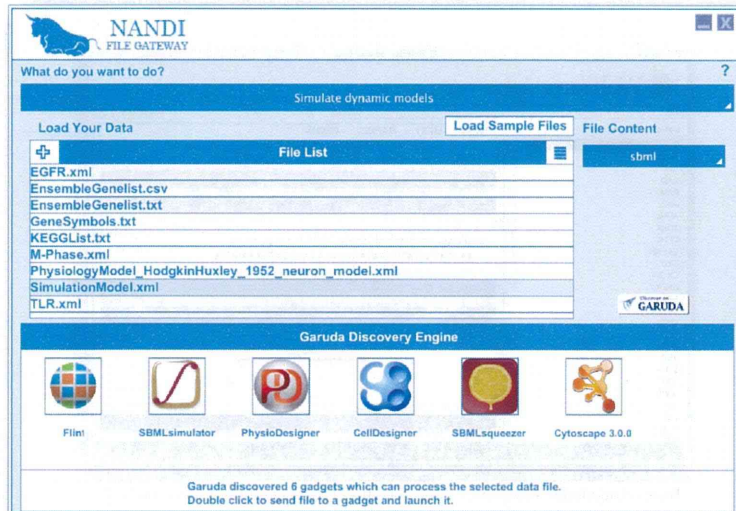 NANDI
FILE GATEWAY
What do you want to do?
?
Simulate dynamic models
Load Your Data
Load Sample Files
File Content
File List
sbml
EGFR.xml
EnsembleGenelist.csv
EnsembleGenelist.txt
GeneSymbols.txt
KEGGList.txt
M-Phase.xml
PhysiologyModel_HodgkinHuxley_1952_neuron_model.xml
SimulationModel.xml
TLR.xml
Discover on
GARUDA
Garuda Discovery Engine
Flint
SBMLsimulator
PhysioDesigner
CellDesigner
SBMLsqueezer
Cytoscape 3.0.0
Garuda discovered 6 gadgets which can process the selected data file.
Double click to send file to a gadget and launch it.